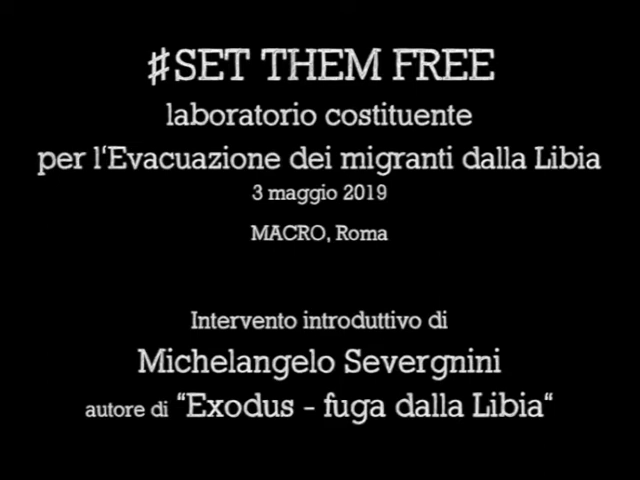 #SET THEM FREE
laboratorio costituente
per l'Evacuazione dei migranti dalla Libia
3 maggio 2019
MACRO, Roma
Intervento introduttivo di
Michelangelo Severgnini
autore di "Exodus - fuga dalla Libia"